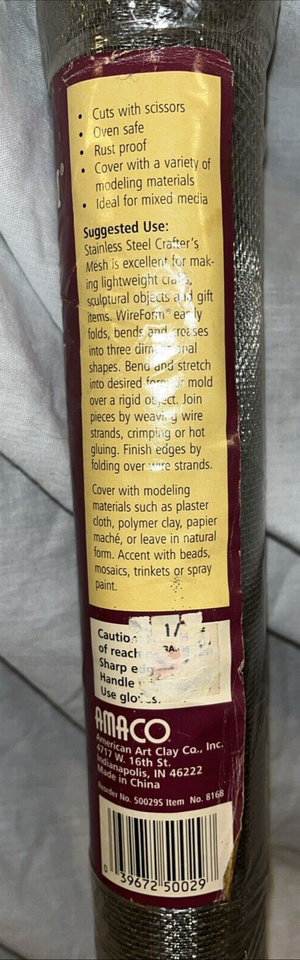 • Cuts with scissors
• Oven safe
• Rust proof
• Cover with a variety of
modeling materials
• Ideal for mixed media
Suggested Use:
Stainless Steel Crafter's
Mesh is excellent for mak-
ing lightweight crafts,
sculptural objects and gift
items. WireForm® easily
folds, bends and creases
into three dimensional
shapes. Bend and stretch
into desired form or mold
over a rigid object. Join
pieces by weaving wire
strands, crimping or hot
gluing. Finish edges by
folding over wire strands.
Cover with modeling
materials such as plaster
cloth, polymer clay, papier
maché, or leave in natural
form. Accent with beads,
mosaics, trinkets or spray
paint.
Caution
of reach
Sharp
Handle
Use gloves.
1/
AMACO
American Art Clay Co., Inc.
4717 W. 16th St.
Indianapolis, IN 46222
Made in China
Reorder No. 50029S Item No. 8168
0 39672 50029